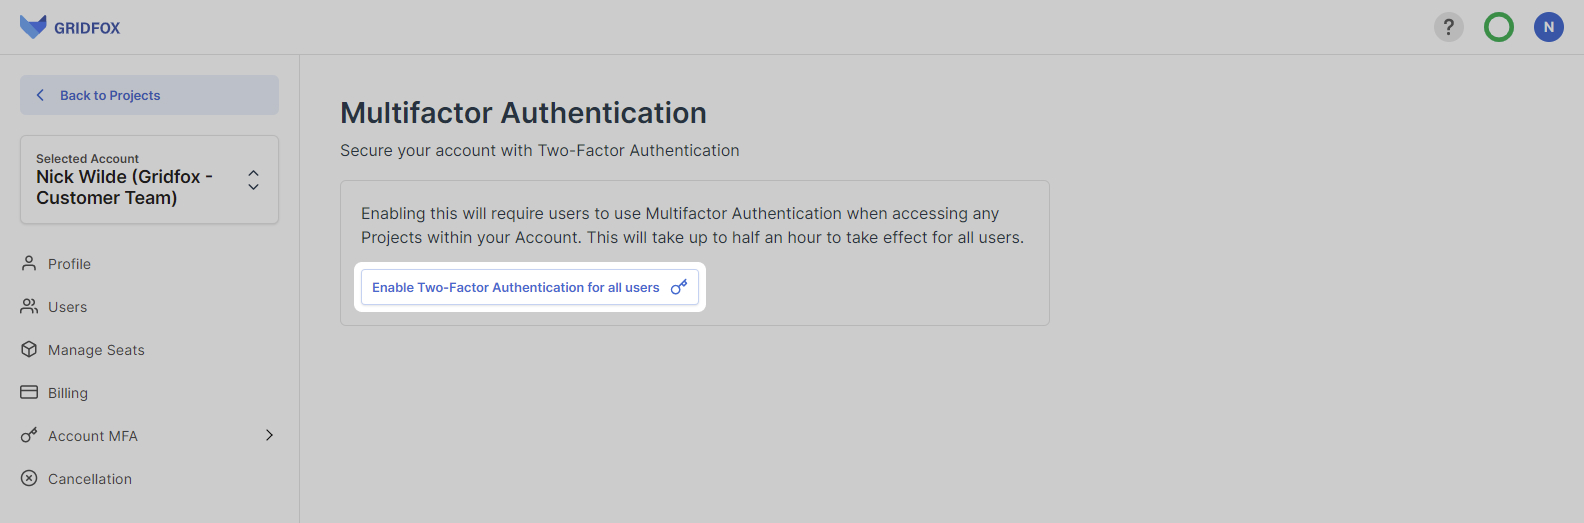 GRIDFOX
?
N
Back to Projects
Selected Account
Nick Wilde (Gridfox -
Customer Team)
Profile
Users
Manage Seats
Billing
Account MFA
Cancellation
Multifactor Authentication
Secure your account with Two-Factor Authentication
Enabling this will require users to use Multifactor Authentication when accessing any
Projects within your Account. This will take up to half an hour to take effect for all users.
Enable Two-Factor Authentication for all users